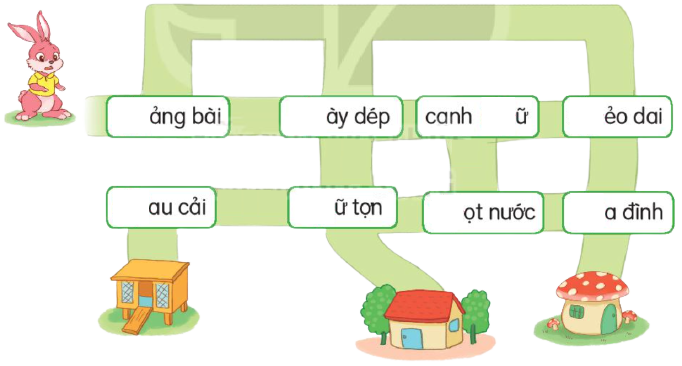 ảng bài
ày dép
canh ữ
ẻo dai
au cải
ữ tợn
ọt nước
a đình